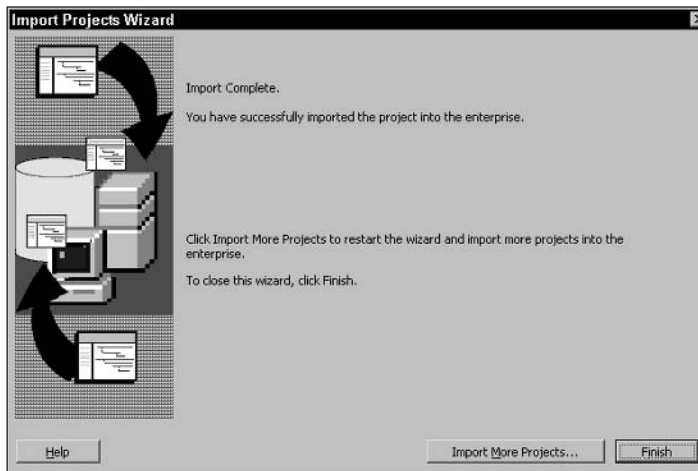 Import Projects Wizard
Import Complete.
You have successfully imported the project into the enterprise.
Click Import More Projects to restart the wizard and import more projects into the
enterprise.
To close this wizard, click Finish.
Help
Import More Projects...
Finish